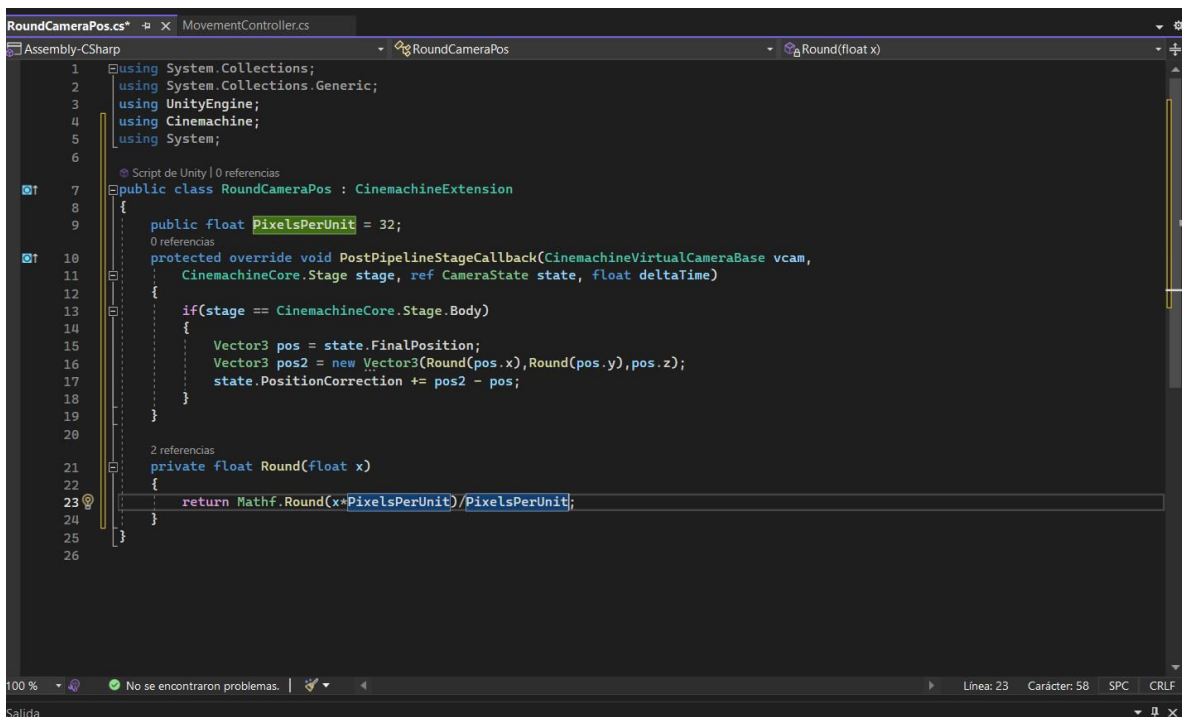 RoundCameraPos.cs* MovementController.cs
Assembly-CSharp RoundCameraPos Round(float x)
1 using System.Collections;
2 using System.Collections.Generic;
3 using UnityEngine;
4 using Cinemachine;
5 using System;
6
Script de Unity | 0 referencias
7 public class RoundCameraPos : CinemachineExtension
8 {
9 public float PixelsPerUnit = 32;
0 referencias
10 protected override void PostPipelineStageCallback(CinemachineVirtualCameraBase vcam,
11 CinemachineCore.Stage stage, ref CameraState state, float deltaTime)
12 {
13 if(stage == CinemachineCore.Stage.Body)
14 {
15 Vector3 pos = state.FinalPosition;
16 Vector3 pos2 = new Vector3(Round(pos.x),Round(pos.y),pos.z);
17 state.PositionCorrection += pos2 - pos;
18 }
19 }
20
2 referencias
21 private float Round(float x)
22 {
23 return Mathf.Round(x*PixelsPerUnit)/PixelsPerUnit;
24 }
25 }
26
100 % No se encontraron problemas. Línea: 23 Carácter: 58 SPC CRLF
Salida